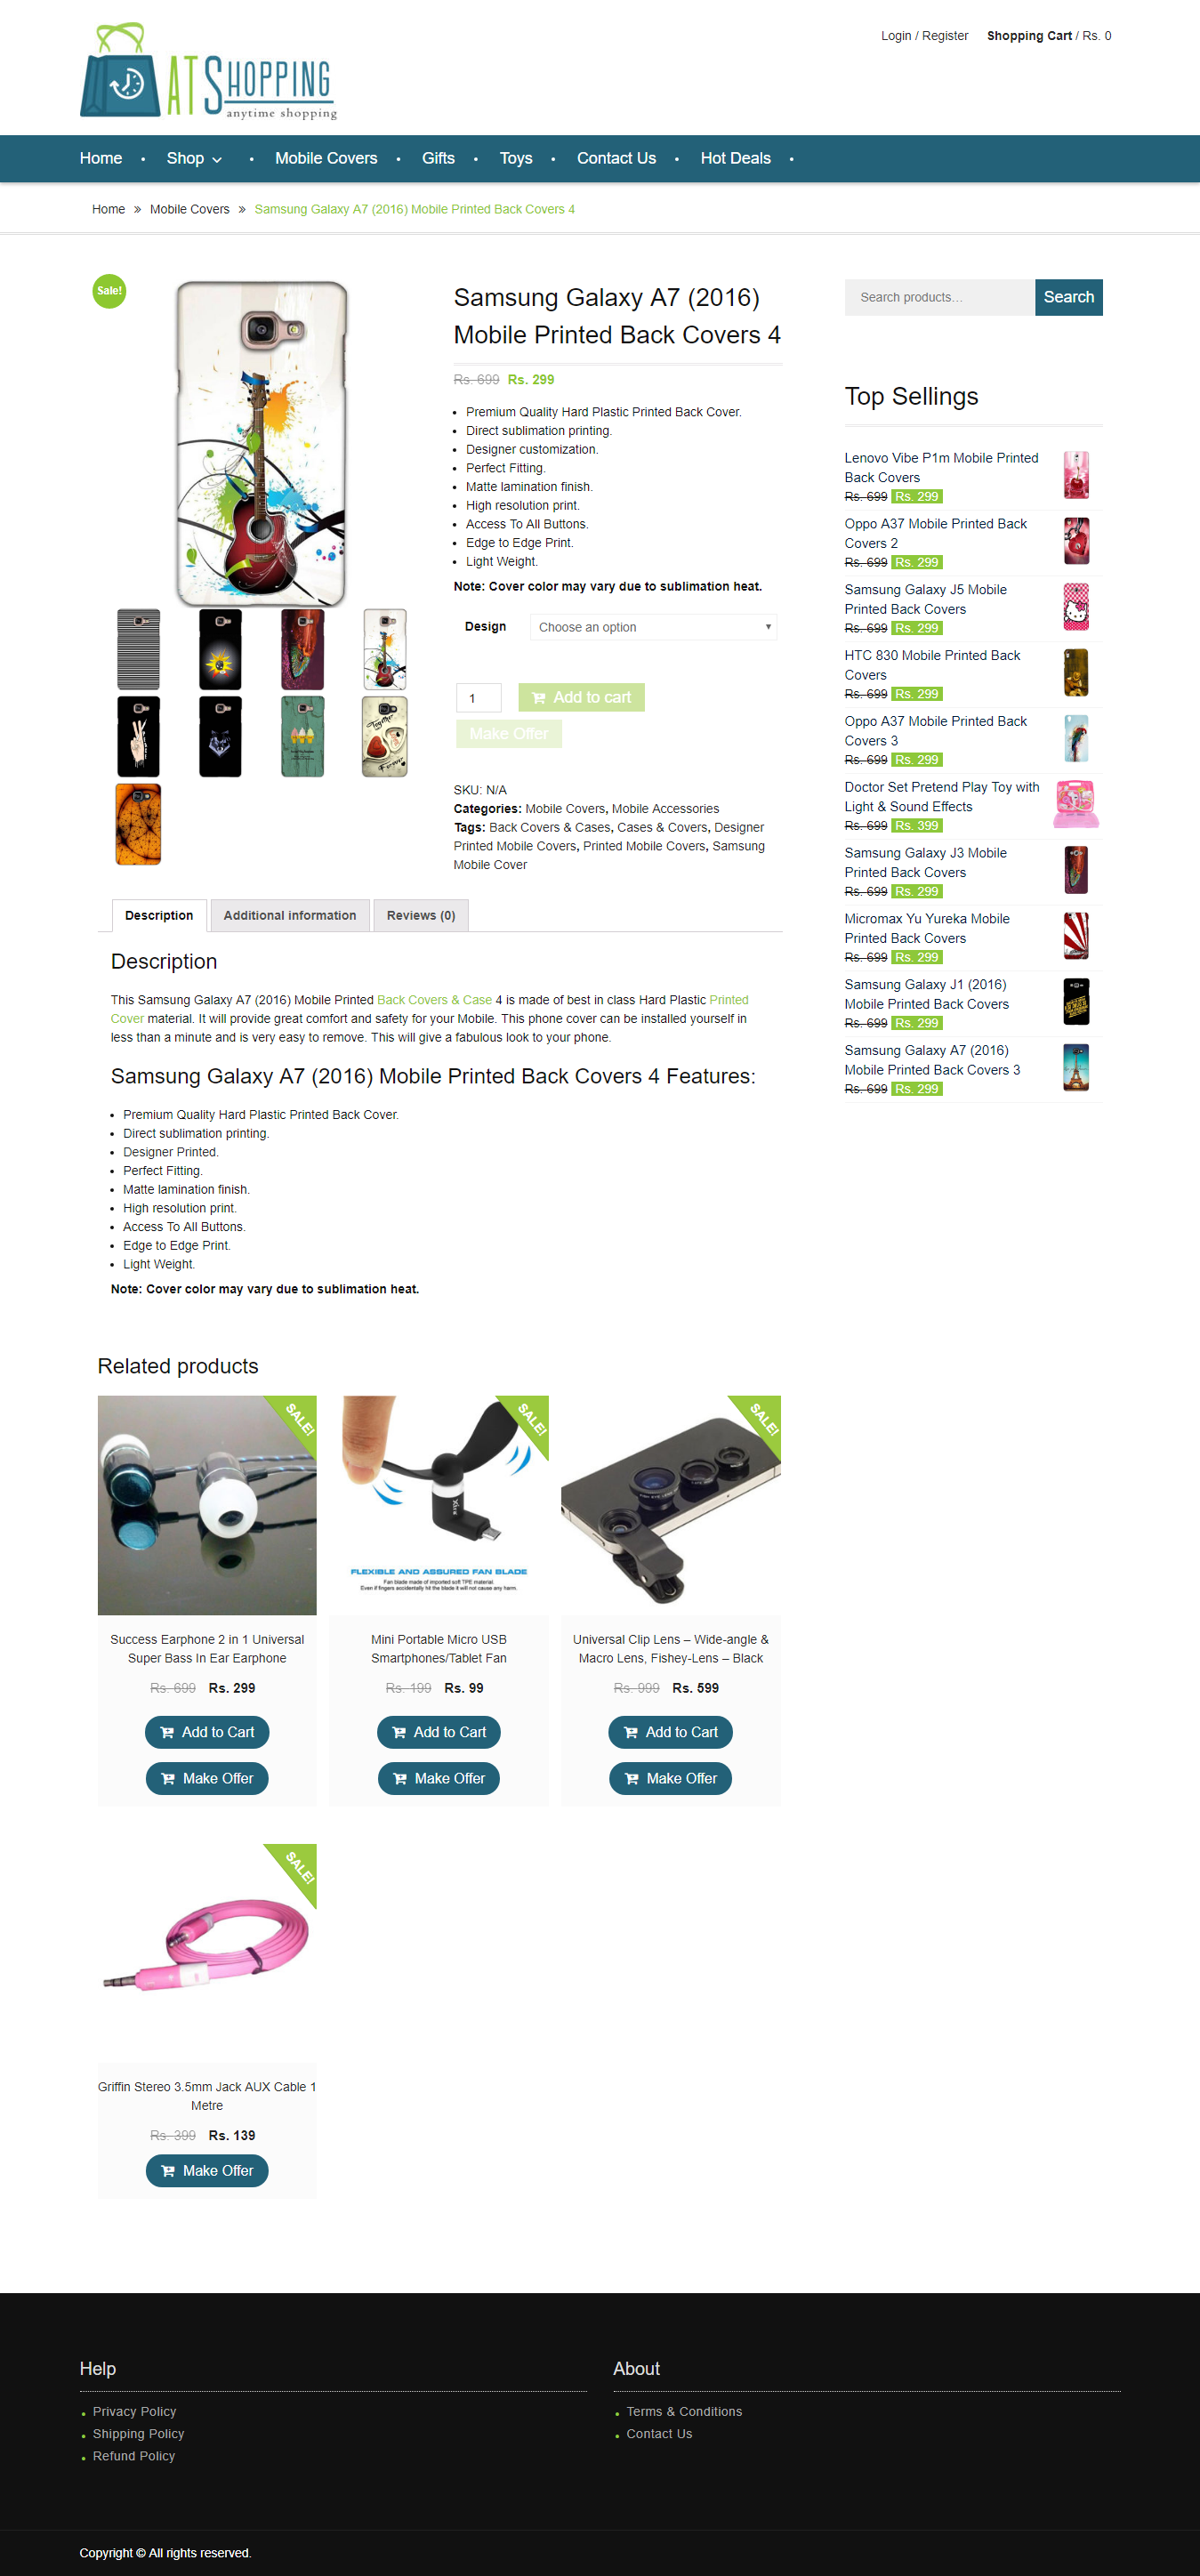 AT SHOPPING
anytime shopping
Login / Register
Shopping Cart / Rs. 0
Home
Shop
Mobile Covers
Gifts
Toys
Contact Us
Hot Deals
Home » Mobile Covers » Samsung Galaxy A7 (2016) Mobile Printed Back Covers 4
Sale!
Together
Forever
Samsung Galaxy A7 (2016)
Mobile Printed Back Covers 4
Rs. 699 Rs. 299
• Premium Quality Hard Plastic Printed Back Cover.
• Direct sublimation printing.
• Designer customization.
• Perfect Fitting.
• Matte lamination finish.
• High resolution print.
• Access To All Buttons.
• Edge to Edge Print.
• Light Weight.
Note: Cover color may vary due to sublimation heat.
Design
Choose an option
1
Add to cart
Make Offer
SKU: N/A
Categories: Mobile Covers, Mobile Accessories
Tags: Back Covers & Cases, Cases & Covers, Designer
Printed Mobile Covers, Printed Mobile Covers, Samsung
Mobile Cover
Search products…
Search
Top Sellings
Lenovo Vibe P1m Mobile Printed
Back Covers
Rs. 699 Rs. 299
Oppo A37 Mobile Printed Back
Covers 2
Rs. 699 Rs. 299
Samsung Galaxy J5 Mobile
Printed Back Covers
Rs. 699 Rs. 299
HTC 830 Mobile Printed Back
Covers
Rs. 699 Rs. 299
Oppo A37 Mobile Printed Back
Covers 3
Rs. 699 Rs. 299
Doctor Set Pretend Play Toy with
Light & Sound Effects
Rs. 699 Rs. 399
Samsung Galaxy J3 Mobile
Printed Back Covers
Rs. 699 Rs. 299
Micromax Yu Yureka Mobile
Printed Back Covers
Rs. 699 Rs. 299
Samsung Galaxy J1 (2016)
Mobile Printed Back Covers
Rs. 699 Rs. 299
Samsung Galaxy A7 (2016)
Mobile Printed Back Covers 3
Rs. 699 Rs. 299
Description
Additional information
Reviews (0)
Description
This Samsung Galaxy A7 (2016) Mobile Printed Back Covers & Case 4 is made of best in class Hard Plastic Printed
Cover material. It will provide great comfort and safety for your Mobile. This phone cover can be installed yourself in
less than a minute and is very easy to remove. This will give a fabulous look to your phone.
Samsung Galaxy A7 (2016) Mobile Printed Back Covers 4 Features:
• Premium Quality Hard Plastic Printed Back Cover.
• Direct sublimation printing.
• Designer Printed.
• Perfect Fitting.
• Matte lamination finish.
• High resolution print.
• Access To All Buttons.
• Edge to Edge Print.
• Light Weight.
Note: Cover color may vary due to sublimation heat.
Related products
SALE!
Success Earphone 2 in 1 Universal
Super Bass In Ear Earphone
Rs. 699 Rs. 299
Add to Cart
Make Offer
SALE!
FLEXIBLE AND ASSURED FAN BLADE
Fan blade made of imported soft TPE material.
Even if fingers accidentally hit the blade it will not cause any harm.
Mini Portable Micro USB
Smartphones/Tablet Fan
Rs. 199 Rs. 99
Add to Cart
Make Offer
SALE!
Universal Clip Lens – Wide-angle &
Macro Lens, Fishey-Lens – Black
Rs. 999 Rs. 599
Add to Cart
Make Offer
SALE!
Griffin Stereo 3.5mm Jack AUX Cable 1
Metre
Rs. 399 Rs. 139
Make Offer
Help
Privacy Policy
Shipping Policy
Refund Policy
About
Terms & Conditions
Contact Us
Copyright © All rights reserved.